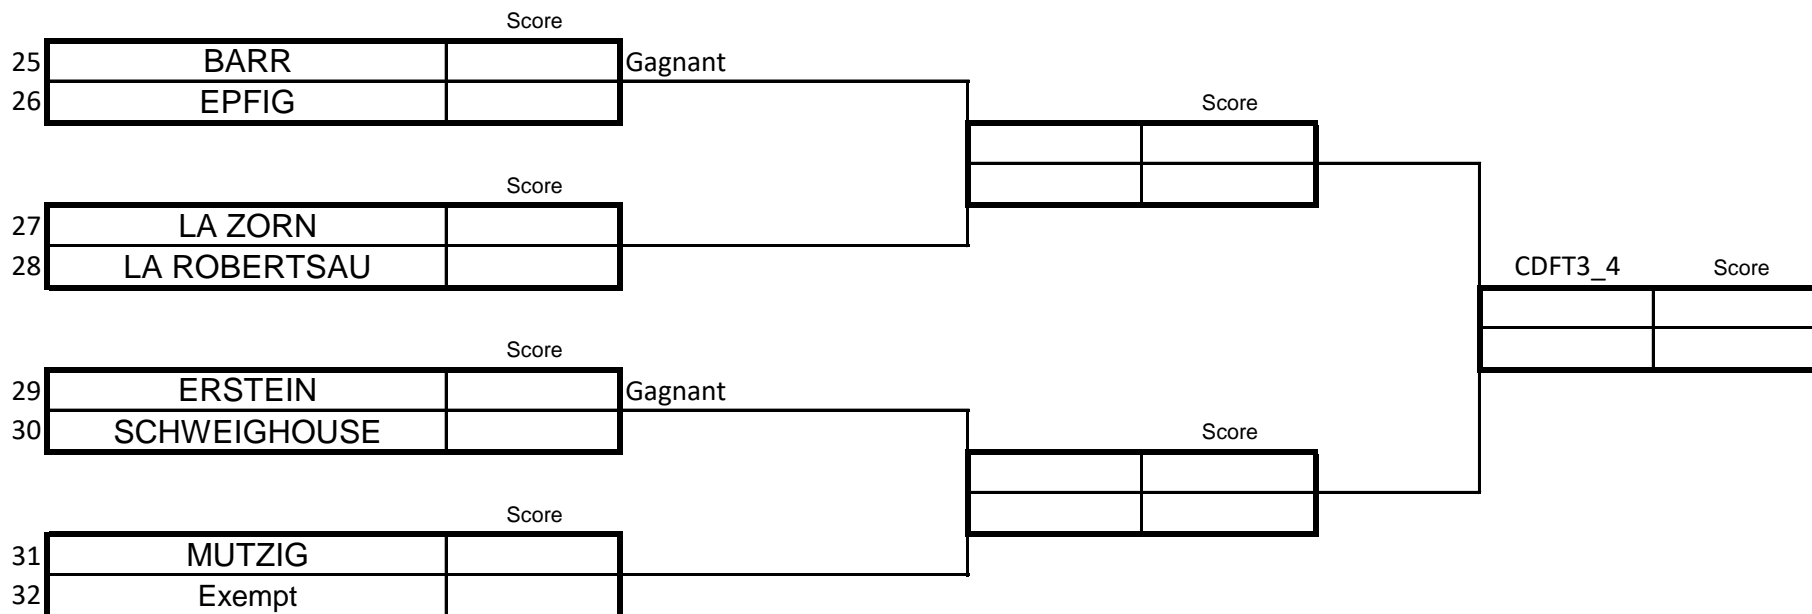 Score
25 BARR Gagnant
26 EPFIG
Score
Score
27 LA ZORN
28 LA ROBERTSAU
CDFT3_4 Score
Score
29 ERSTEIN Gagnant
30 SCHWEIGHOUSE
Score
Score
31 MUTZIG
32 Exempt